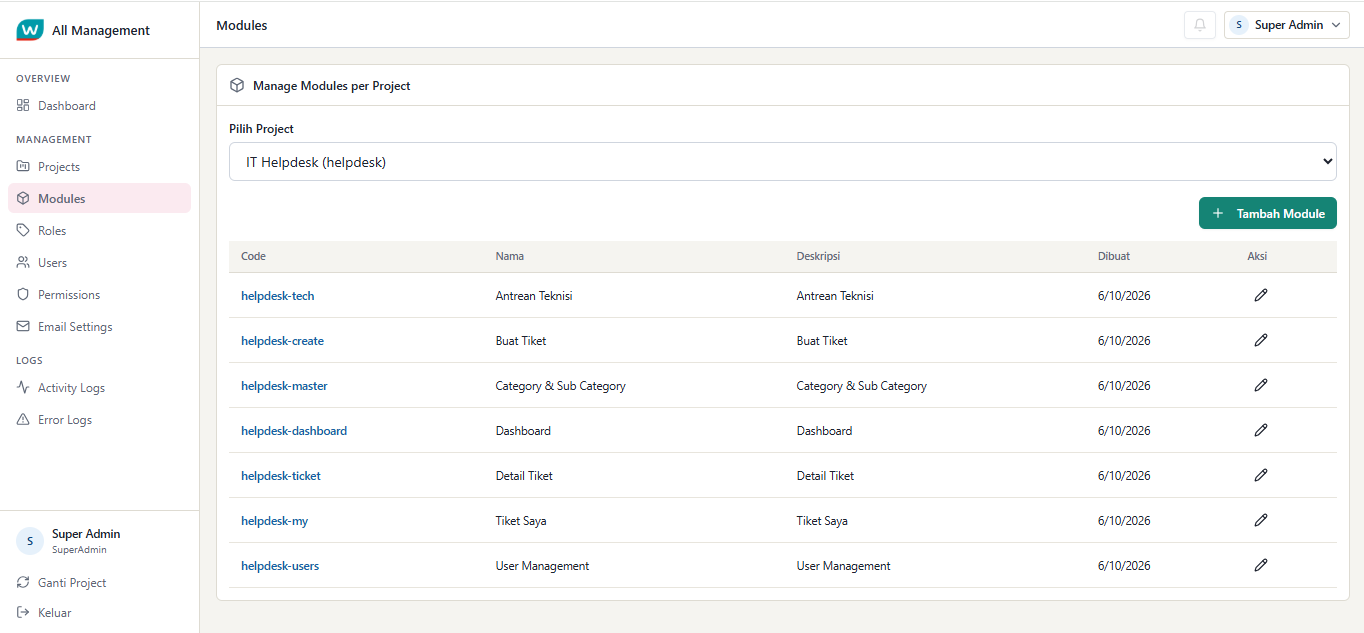 W All Management
OVERVIEW
Dashboard
MANAGEMENT
Projects
Modules
Roles
Users
Permissions
Email Settings
LOGS
Activity Logs
Error Logs
S Super Admin
SuperAdmin
Ganti Project
Keluar
Modules
S Super Admin
Manage Modules per Project
Pilih Project
IT Helpdesk (helpdesk)
+ Tambah Module
Code Nama Deskripsi Dibuat Aksi
helpdesk-tech Antrean Teknisi Antrean Teknisi 6/10/2026
helpdesk-create Buat Tiket Buat Tiket 6/10/2026
helpdesk-master Category & Sub Category Category & Sub Category 6/10/2026
helpdesk-dashboard Dashboard Dashboard 6/10/2026
helpdesk-ticket Detail Tiket Detail Tiket 6/10/2026
helpdesk-my Tiket Saya Tiket Saya 6/10/2026
helpdesk-users User Management User Management 6/10/2026